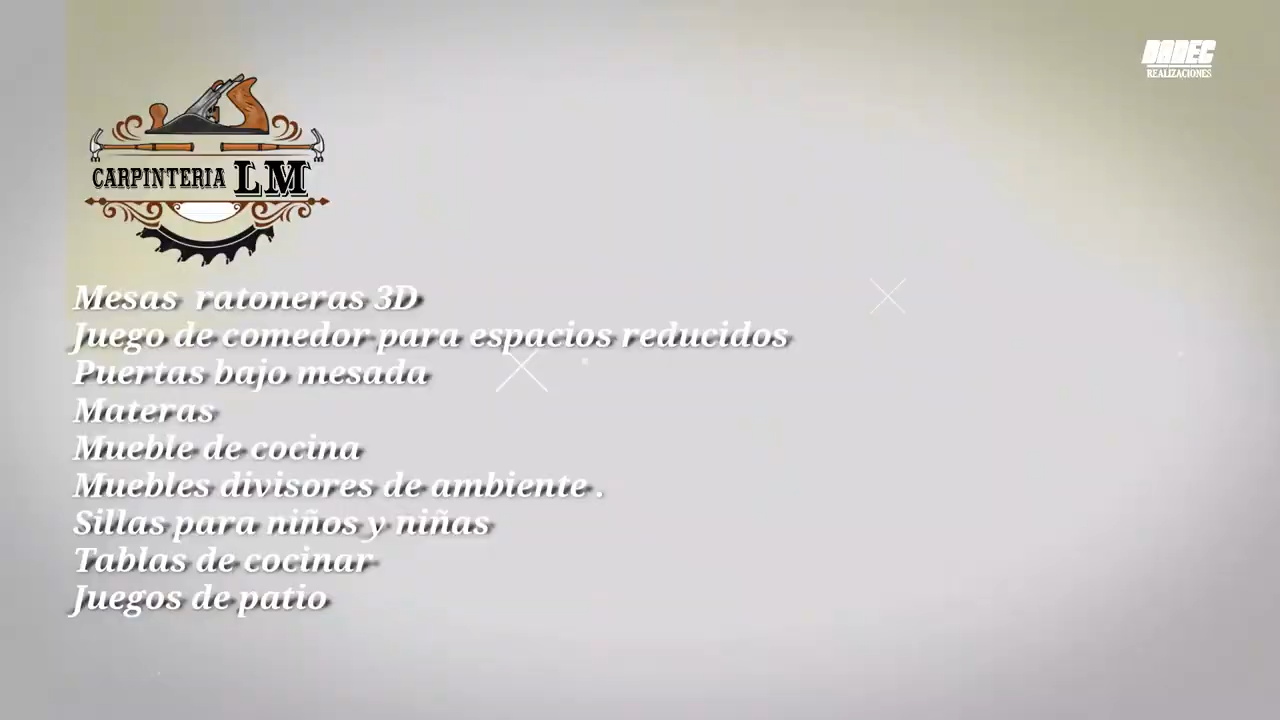 DADEC
REALIZACIONES
CARPINTERIA LM
Mesas ratoneras 3D
Juego de comedor para espacios reducidos
Puertas bajo mesada
Materas
Mueble de cocina
Muebles divisores de ambiente .
Sillas para niños y niñas
Tablas de cocinar
Juegos de patio